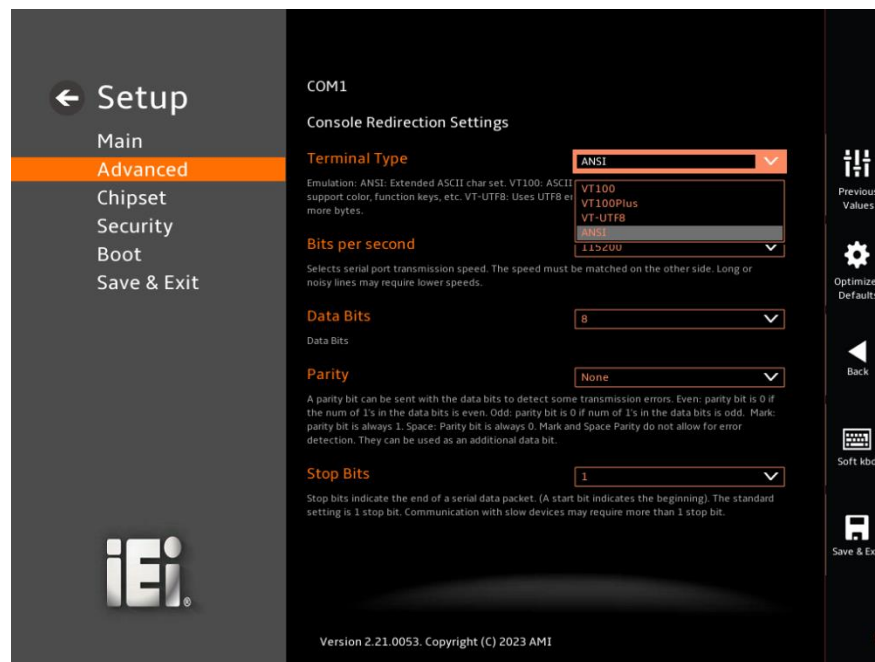 Setup
Main
Advanced
Chipset
Security
Boot
Save & Exit
iEi®
COM1
Console Redirection Settings
Terminal Type
ANSI
Emulation: ANSI: Extended ASCII char set. VT100: ASCII
support color, function keys, etc. VT-UTF8: Uses UTF8
more bytes.
VT100
VT100Plus
VT-UTF8
ANSI
Bits per second
115200
Selects serial port transmission speed. The speed must be matched on the other side. Long or
noisy lines may require lower speeds.
Data Bits
8
Data Bits
Parity
None
A parity bit can be sent with the data bits to detect some transmission errors. Even: parity bit is 0 if
the num of 1's in the data bits is even. Odd: parity bit is 0 if num of 1's in the data bits is odd. Mark:
parity bit is always 1. Space: Parity bit is always 0. Mark and Space Parity do not allow for error
detection. They can be used as an additional data bit.
Stop Bits
1
Stop bits indicate the end of a serial data packet. (A start bit indicates the beginning). The standard
setting is 1 stop bit. Communication with slow devices may require more than 1 stop bit.
Version 2.21.0053. Copyright (C) 2023 AMI
Previous
Values
Optimize
Defaults
Back
Soft kbd
Save & Ex